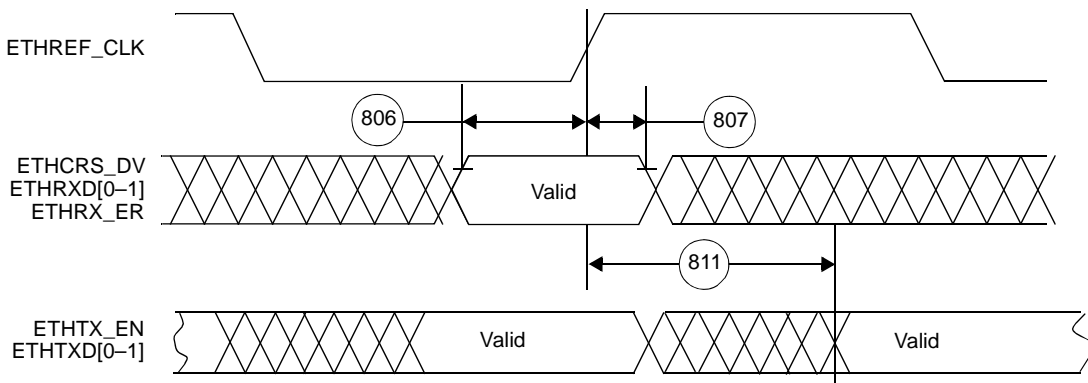 ETHREF_CLK
806
807
ETHCRS_DV
ETHRXD[0–1]
ETHRX_ER
Valid
811
ETHTX_EN
ETHTXD[0–1]
Valid
Valid